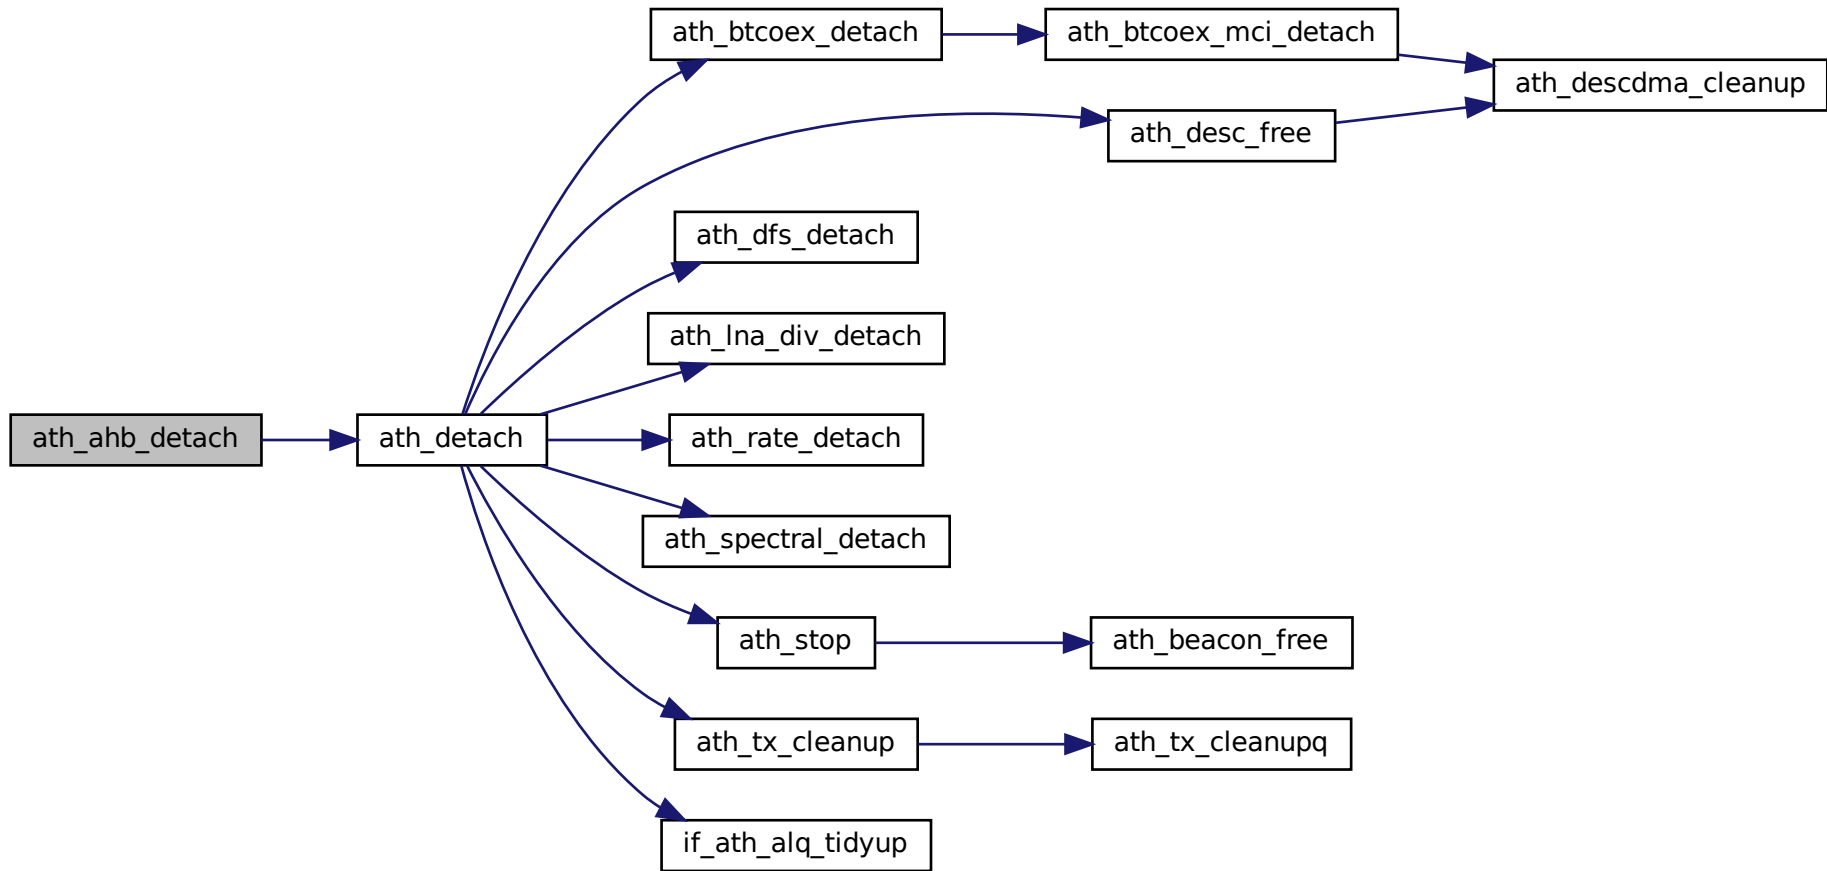 ath_btcoex_detach
ath_btcoex_mci_detach
ath_descdma_cleanup
ath_desc_free
ath_dfs_detach
ath_lna_div_detach
ath_ahb_detach
ath_detach
ath_rate_detach
ath_spectral_detach
ath_stop
ath_beacon_free
ath_tx_cleanup
ath_tx_cleanupq
if_ath_alq_tidyup